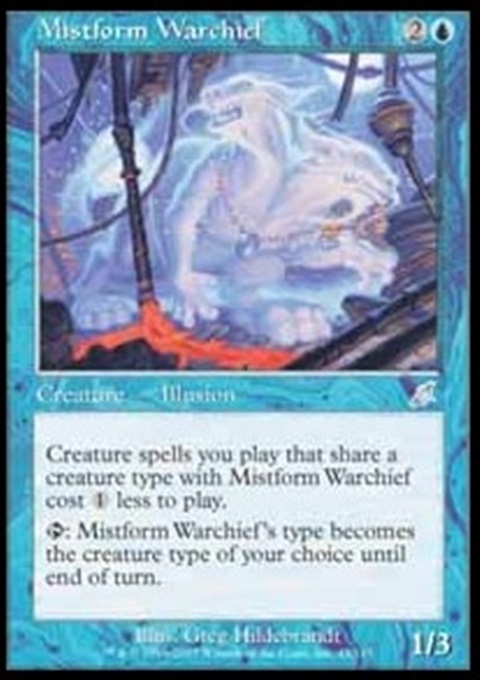 Mistform Warchief 2
Creature Illusion
Creature spells you play that share a
creature type with Mistform Warchief
cost 1 less to play.
: Mistform Warchief's type becomes
the creature type of your choice until
end of turn.
Illus. Greg Hildebrandt
1/3